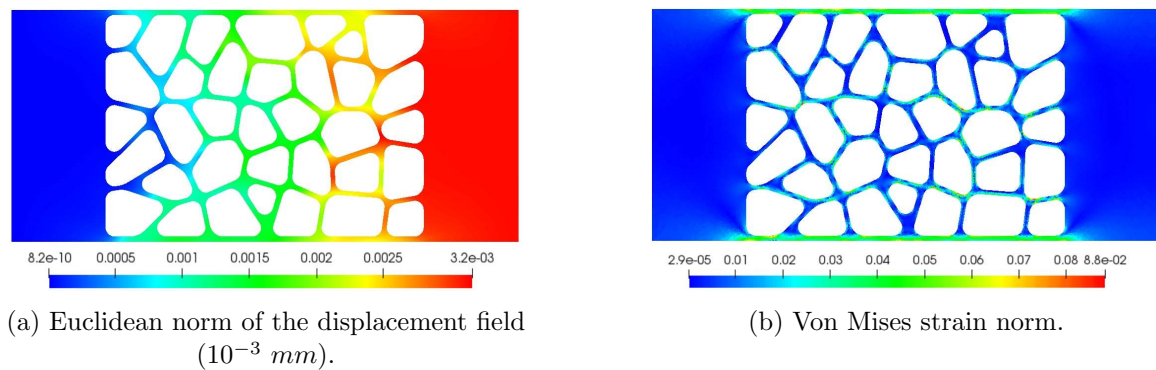 8.2e-10 0.0005 0.001 0.0015 0.002 0.0025 3.2e-03
2.9e-05 0.01 0.02 0.03 0.04 0.05 0.06 0.07 0.08 8.8e-02
(a) Euclidean norm of the displacement field
(10⁻³ mm).
(b) Von Mises strain norm.